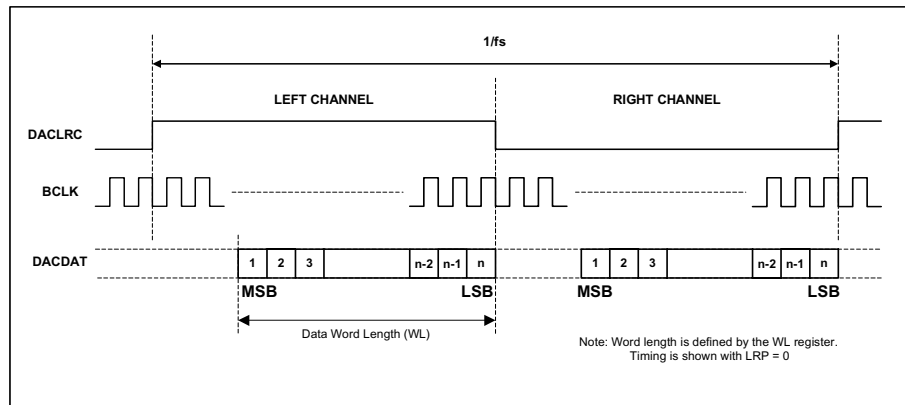 1/fs
LEFT CHANNEL
RIGHT CHANNEL
DACLRC
BCLK
DACDAT
1 2 3 n-2 n-1 n 1 2 3 n-2 n-1 n
MSB LSB MSB LSB
Data Word Length (WL)
Note: Word length is defined by the WL register.
Timing is shown with LRP = 0